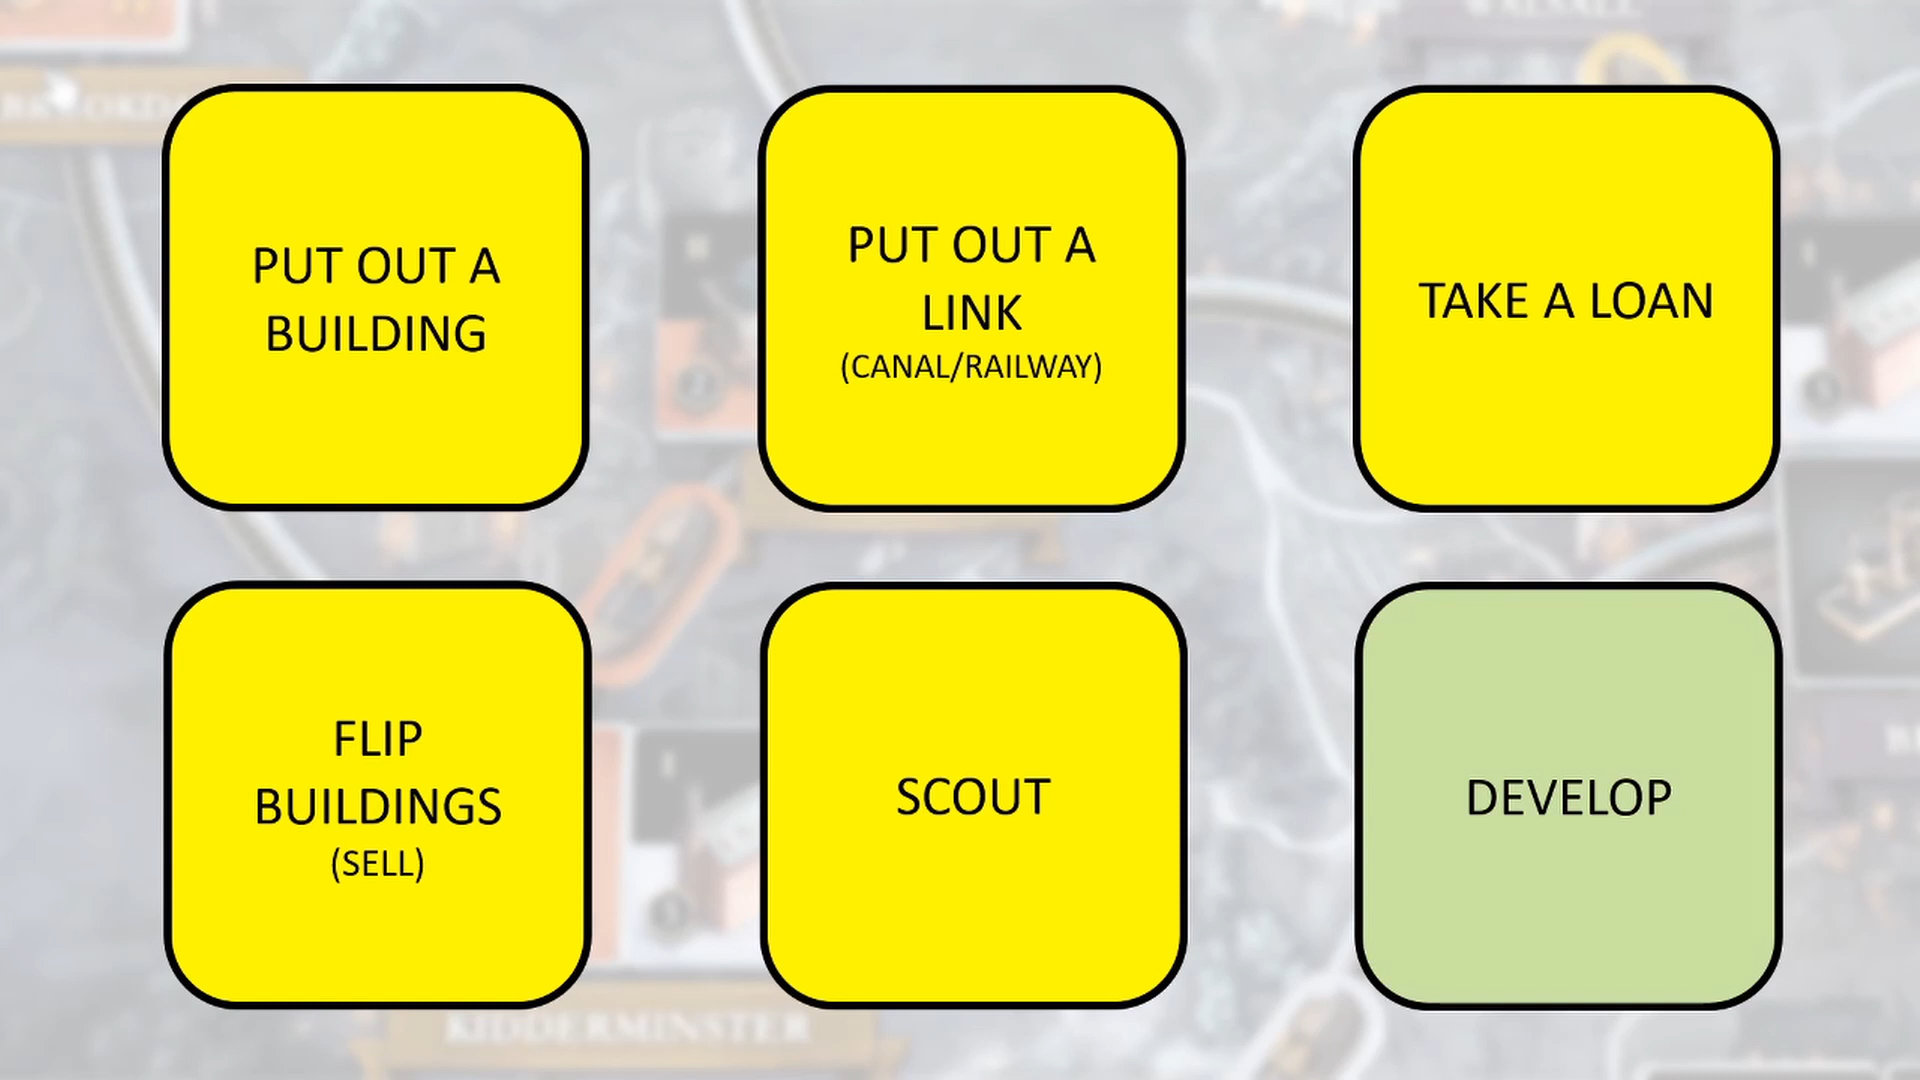 PUT OUT A
BUILDING
PUT OUT A
LINK
(CANAL/RAILWAY)
TAKE A LOAN
FLIP
BUILDINGS
(SELL)
SCOUT
DEVELOP
KIDDERMINSTER